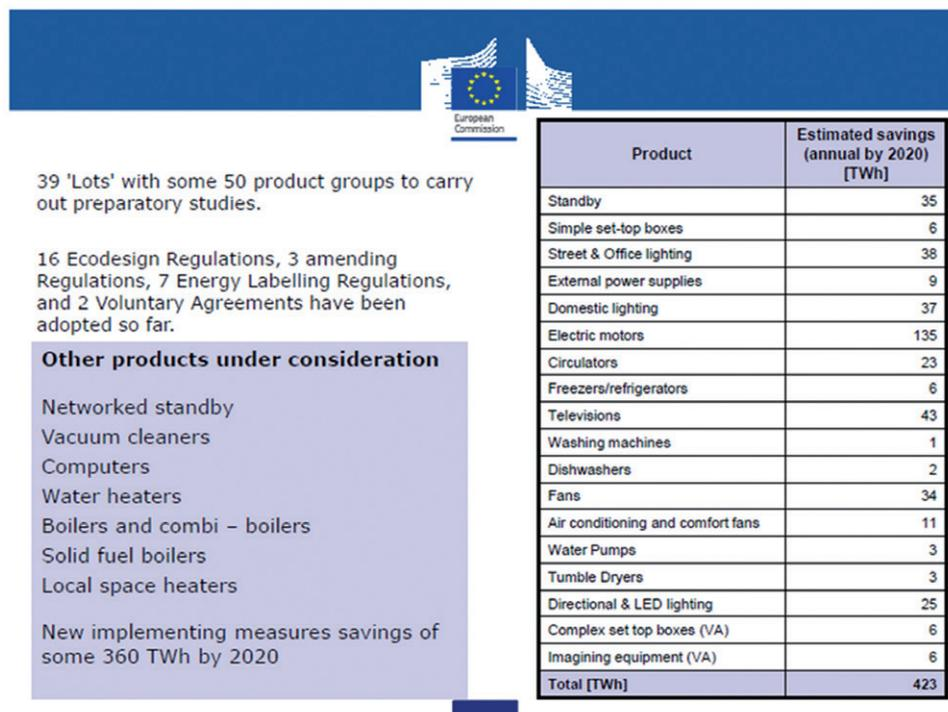 European
Commission
39 'Lots' with some 50 product groups to carry
out preparatory studies.
16 Ecodesign Regulations, 3 amending
Regulations, 7 Energy Labelling Regulations,
and 2 Voluntary Agreements have been
adopted so far.
Other products under consideration
Networked standby
Vacuum cleaners
Computers
Water heaters
Boilers and combi – boilers
Solid fuel boilers
Local space heaters
New implementing measures savings of
some 360 TWh by 2020
Product Estimated savings
(annual by 2020)
[TWh]
Standby 35
Simple set-top boxes 6
Street & Office lighting 38
External power supplies 9
Domestic lighting 37
Electric motors 135
Circulators 23
Freezers/refrigerators 6
Televisions 43
Washing machines 1
Dishwashers 2
Fans 34
Air conditioning and comfort fans 11
Water Pumps 3
Tumble Dryers 3
Directional & LED lighting 25
Complex set top boxes (VA) 6
Imagining equipment (VA) 6
Total [TWh] 423